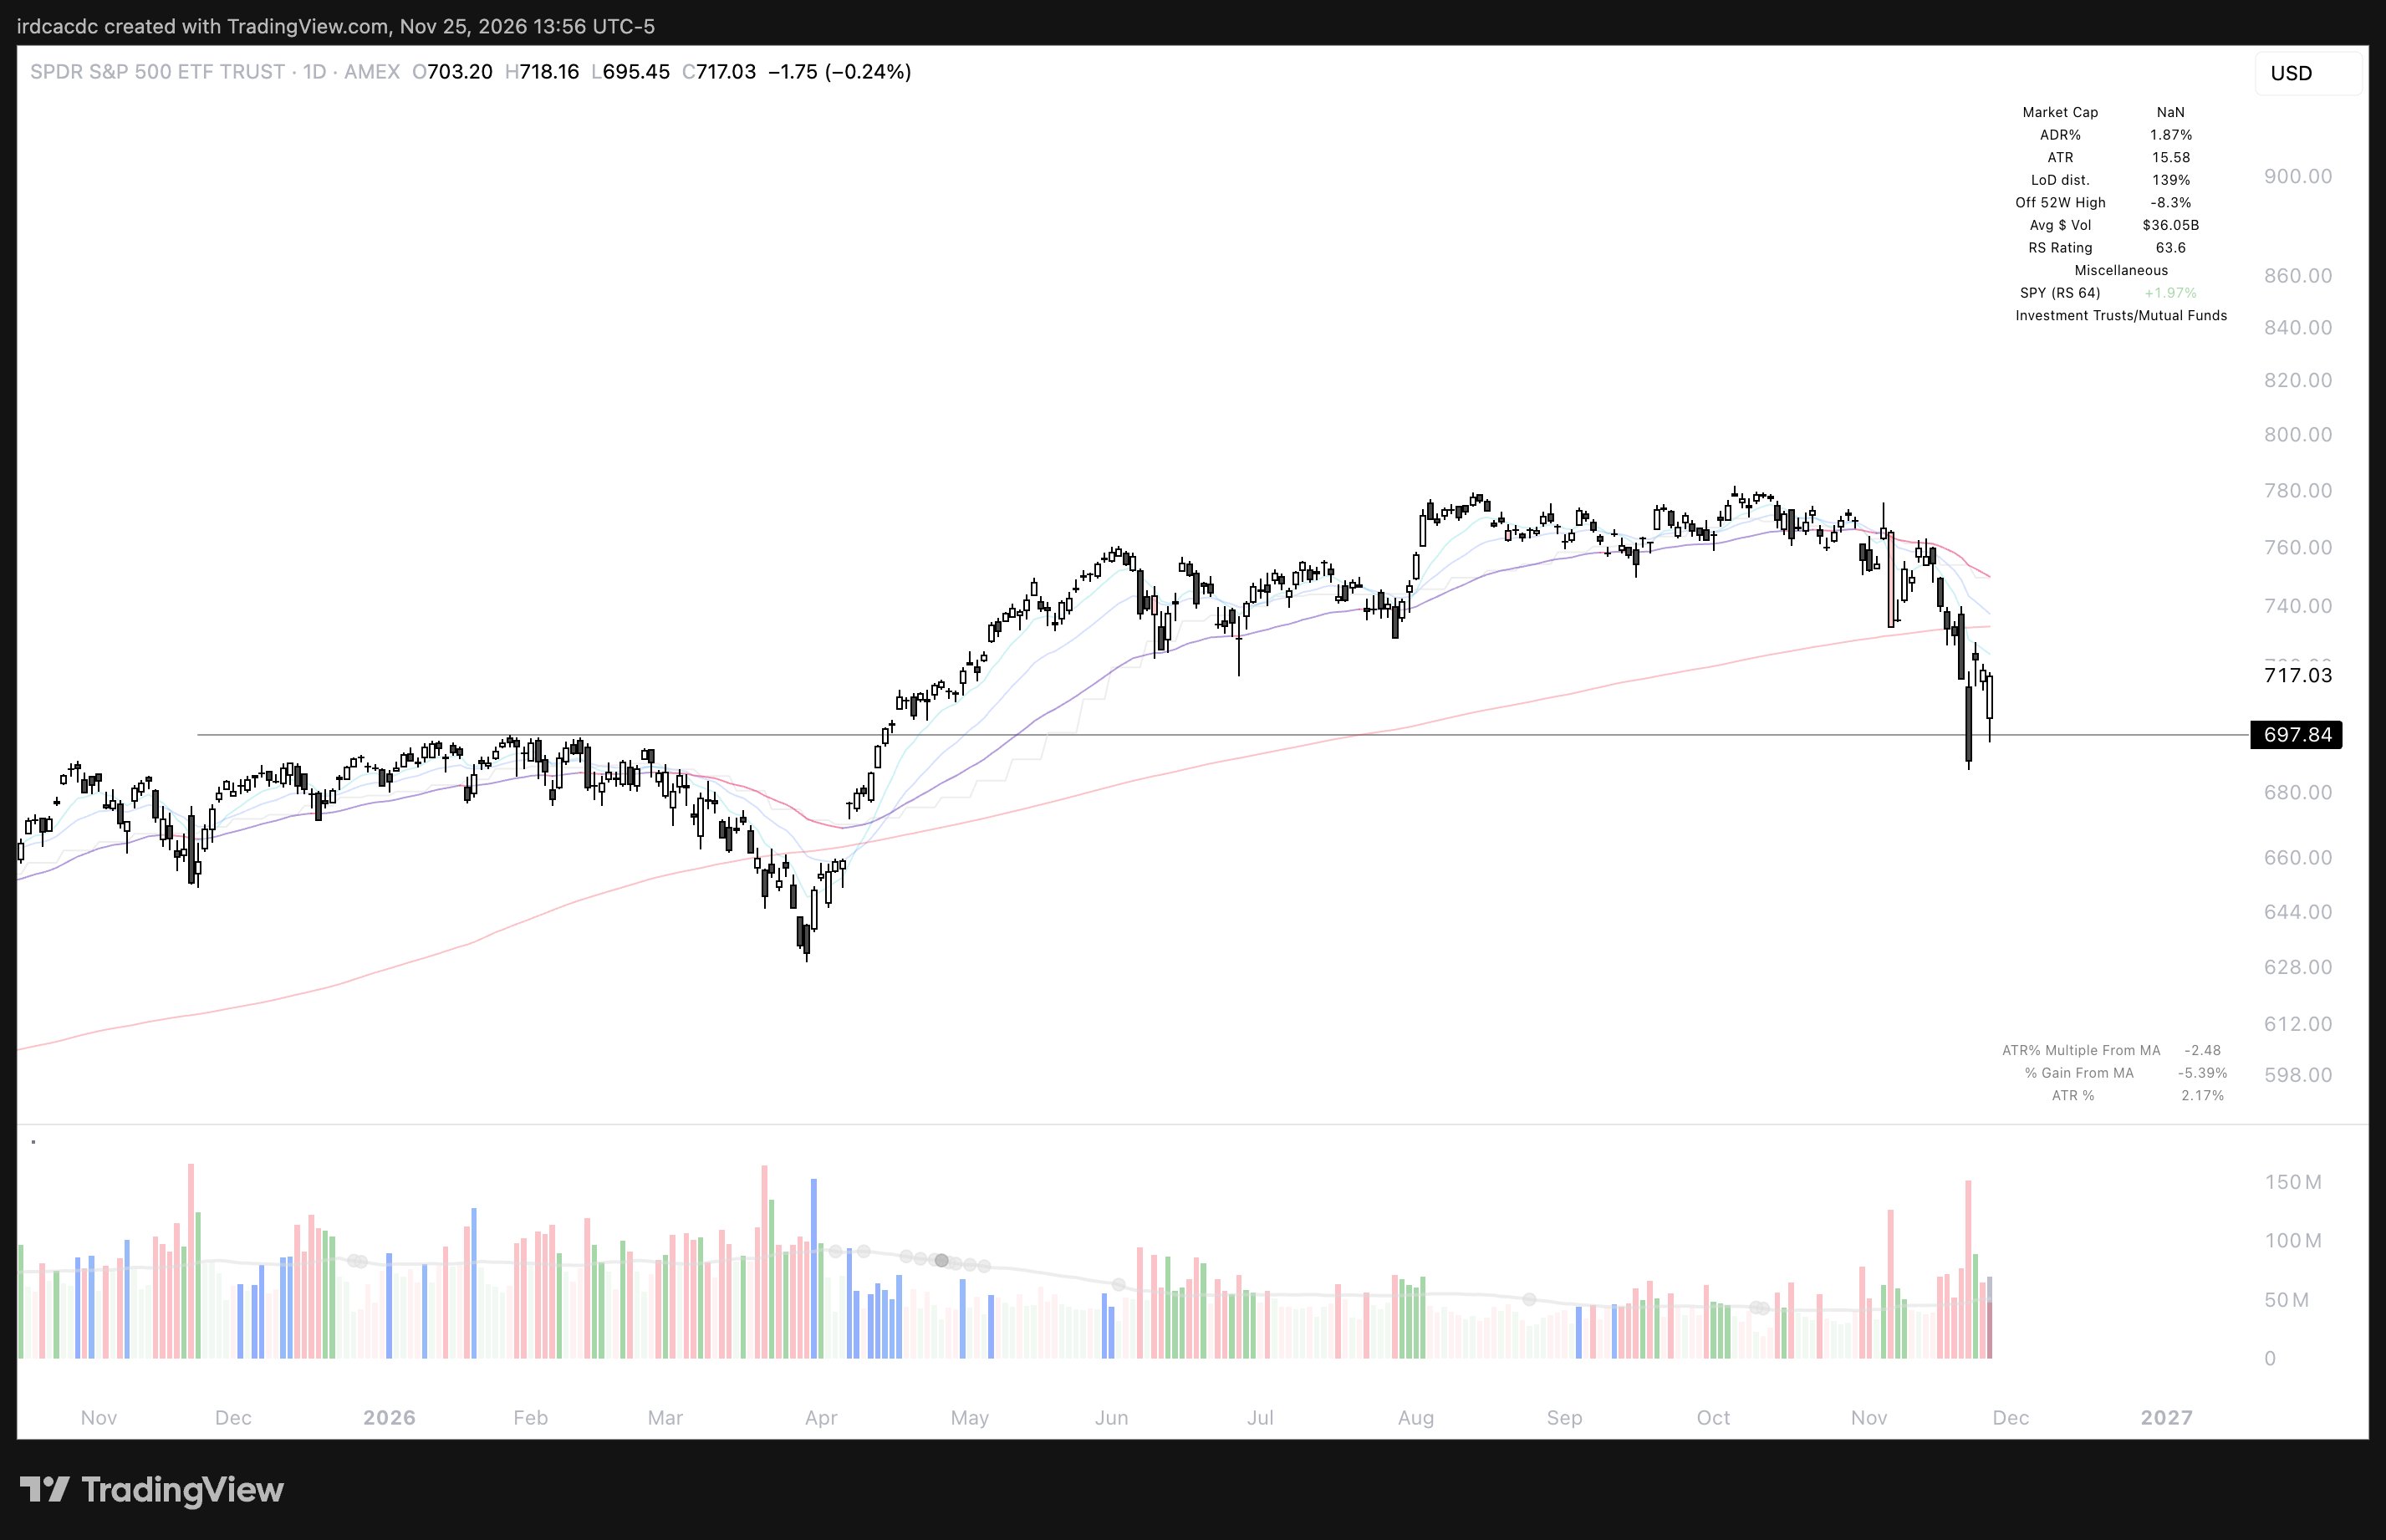 irdcacdc created with TradingView.com, Nov 25, 2026 13:56 UTC-5
SPDR S&P 500 ETF TRUST · 1D · AMEX O703.20 H718.16 L695.45 C717.03 −1.75 (−0.24%)
USD
Market Cap NaN
ADR% 1.87%
ATR 15.58
LoD dist. 139%
Off 52W High -8.3%
Avg $ Vol $36.05B
RS Rating 63.6
Miscellaneous
SPY (RS 64) +1.97%
Investment Trusts/Mutual Funds
900.00
860.00
840.00
820.00
800.00
780.00
760.00
740.00
717.03
697.84
680.00
660.00
644.00
628.00
612.00
598.00
ATR% Multiple From MA -2.48
% Gain From MA -5.39%
ATR % 2.17%
150 M
100 M
50 M
0
Nov Dec 2026 Feb Mar Apr May Jun Jul Aug Sep Oct Nov Dec 2027
TradingView